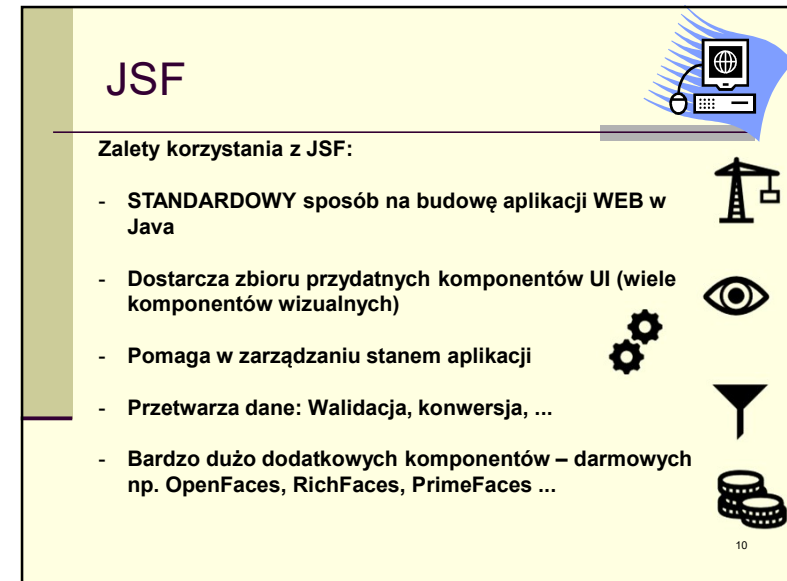 JSF
Zalety korzystania z JSF:
- STANDARDOWY sposób na budowę aplikacji WEB w
Java
- Dostarcza zbioru przydatnych komponentów UI (wiele
komponentów wizualnych)
- Pomaga w zarządzaniu stanem aplikacji
- Przetwarza dane: Walidacja, konwersja, ...
- Bardzo dużo dodatkowych komponentów – darmowych
np. OpenFaces, RichFaces, PrimeFaces ...
10